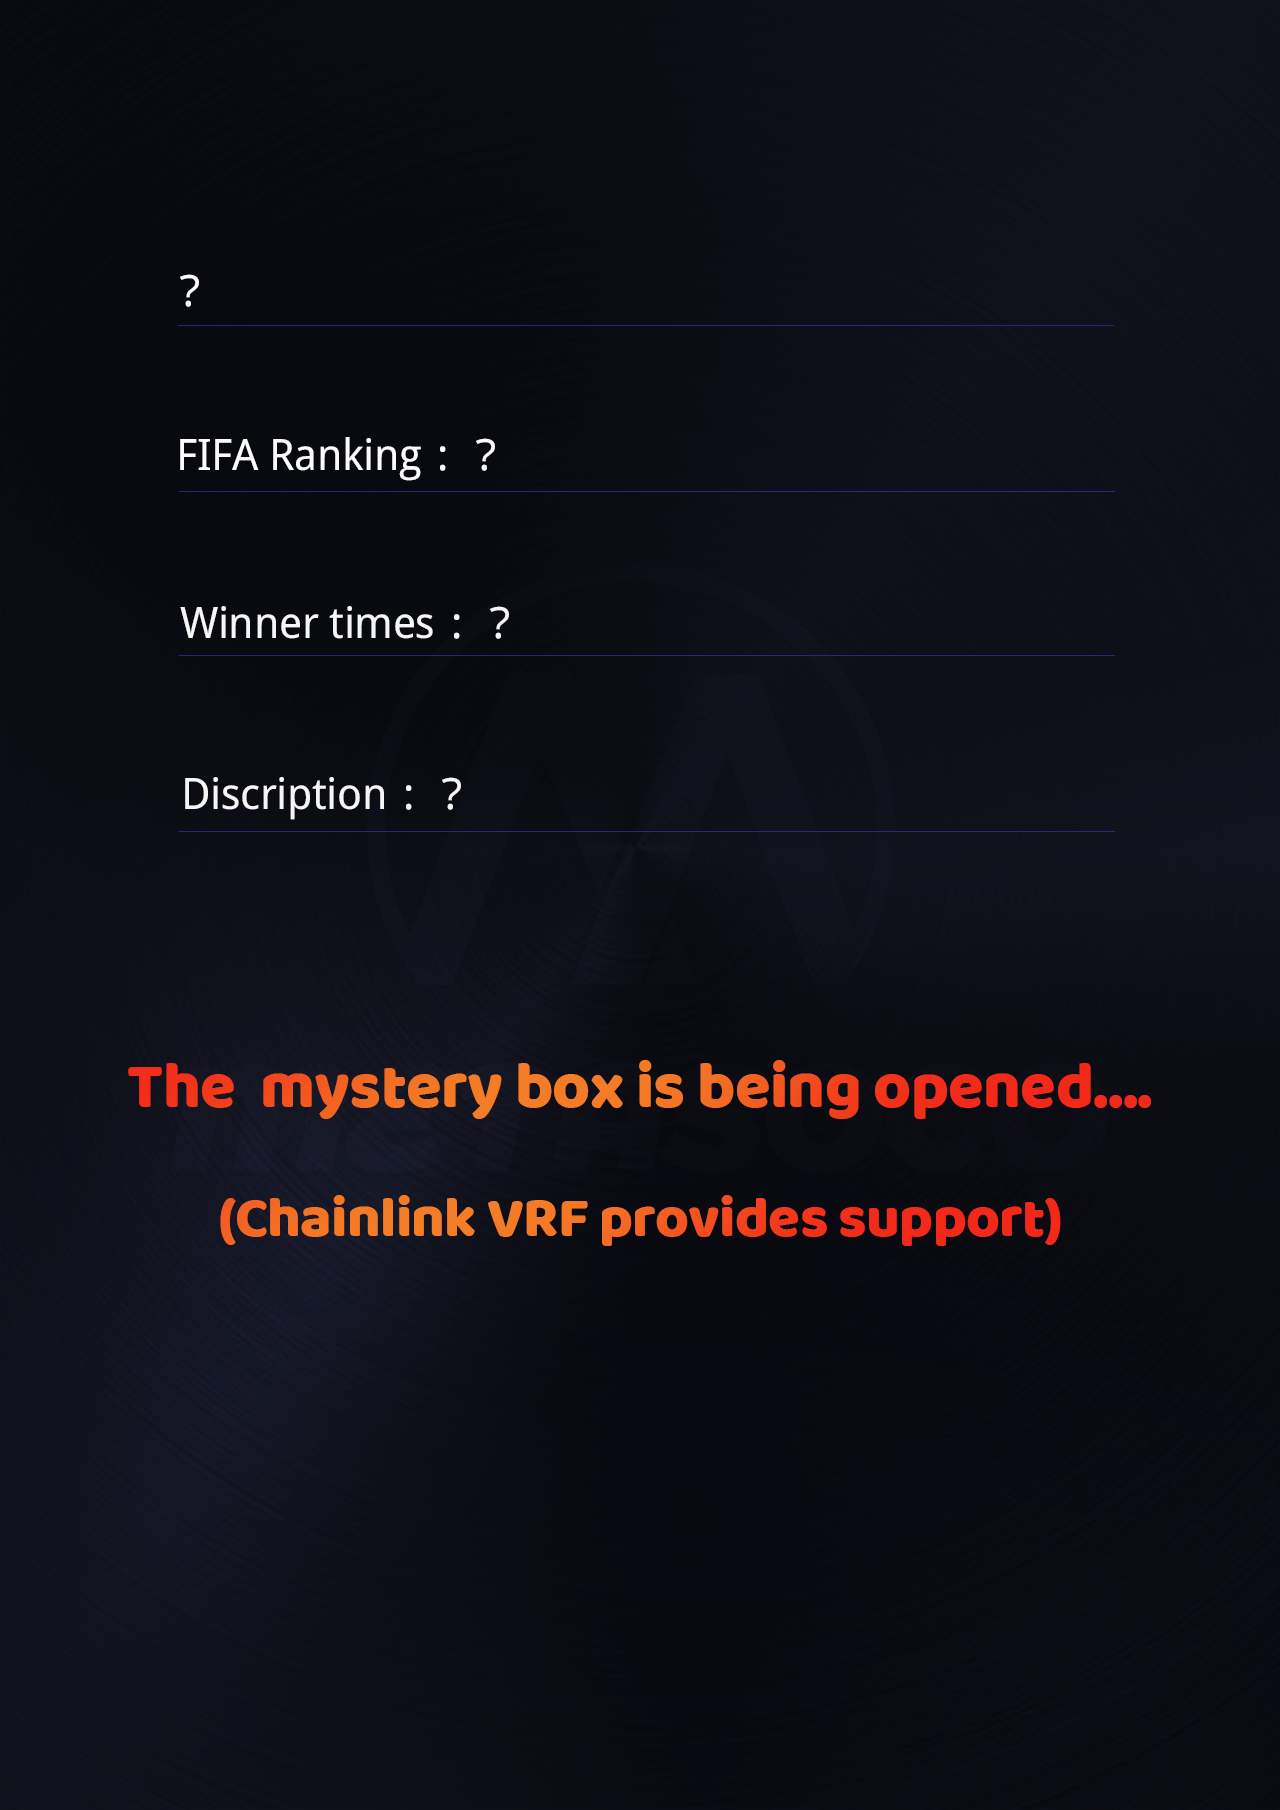 ?
FIFA Ranking : ?
Winner times : ?
Discription : ?
The mystery box is being opened....
(Chainlink VRF provides support)